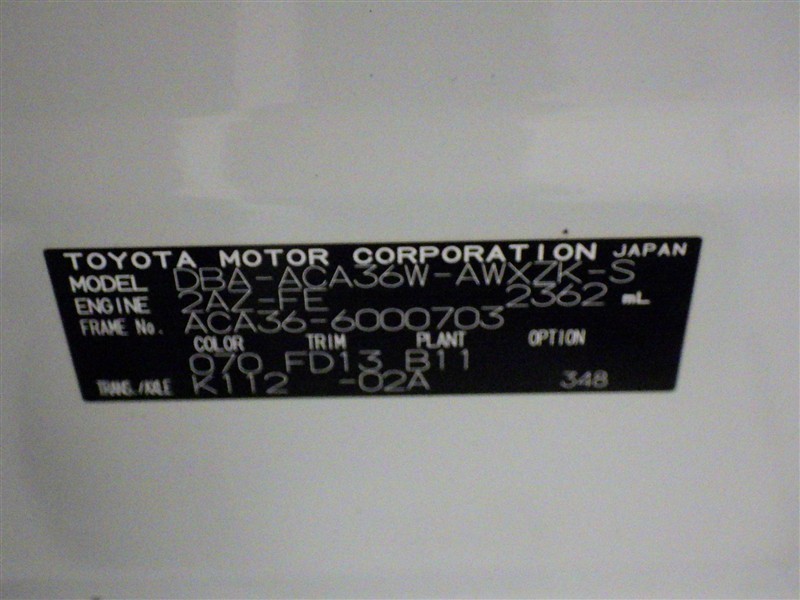 TOYOTA MOTOR CORPORATION JAPAN
MODEL DBA-ACA36W-AWXZK-S
ENGINE 2AZ-FE 2362 mL
FRAME No. ACA36-6000703
COLOR TRIM PLANT OPTION
070 FD13 B11
TRANS./AXLE K112 -02A 348